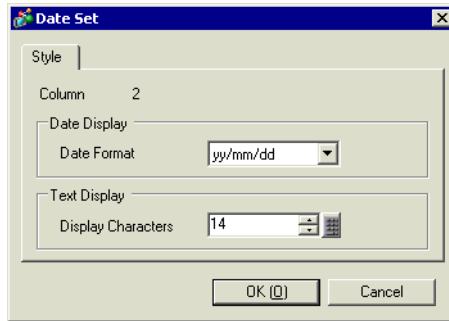 Date Set
Style
Column 2
Date Display
Date Format yy/mm/dd
Text Display
Display Characters 14
OK (O) Cancel